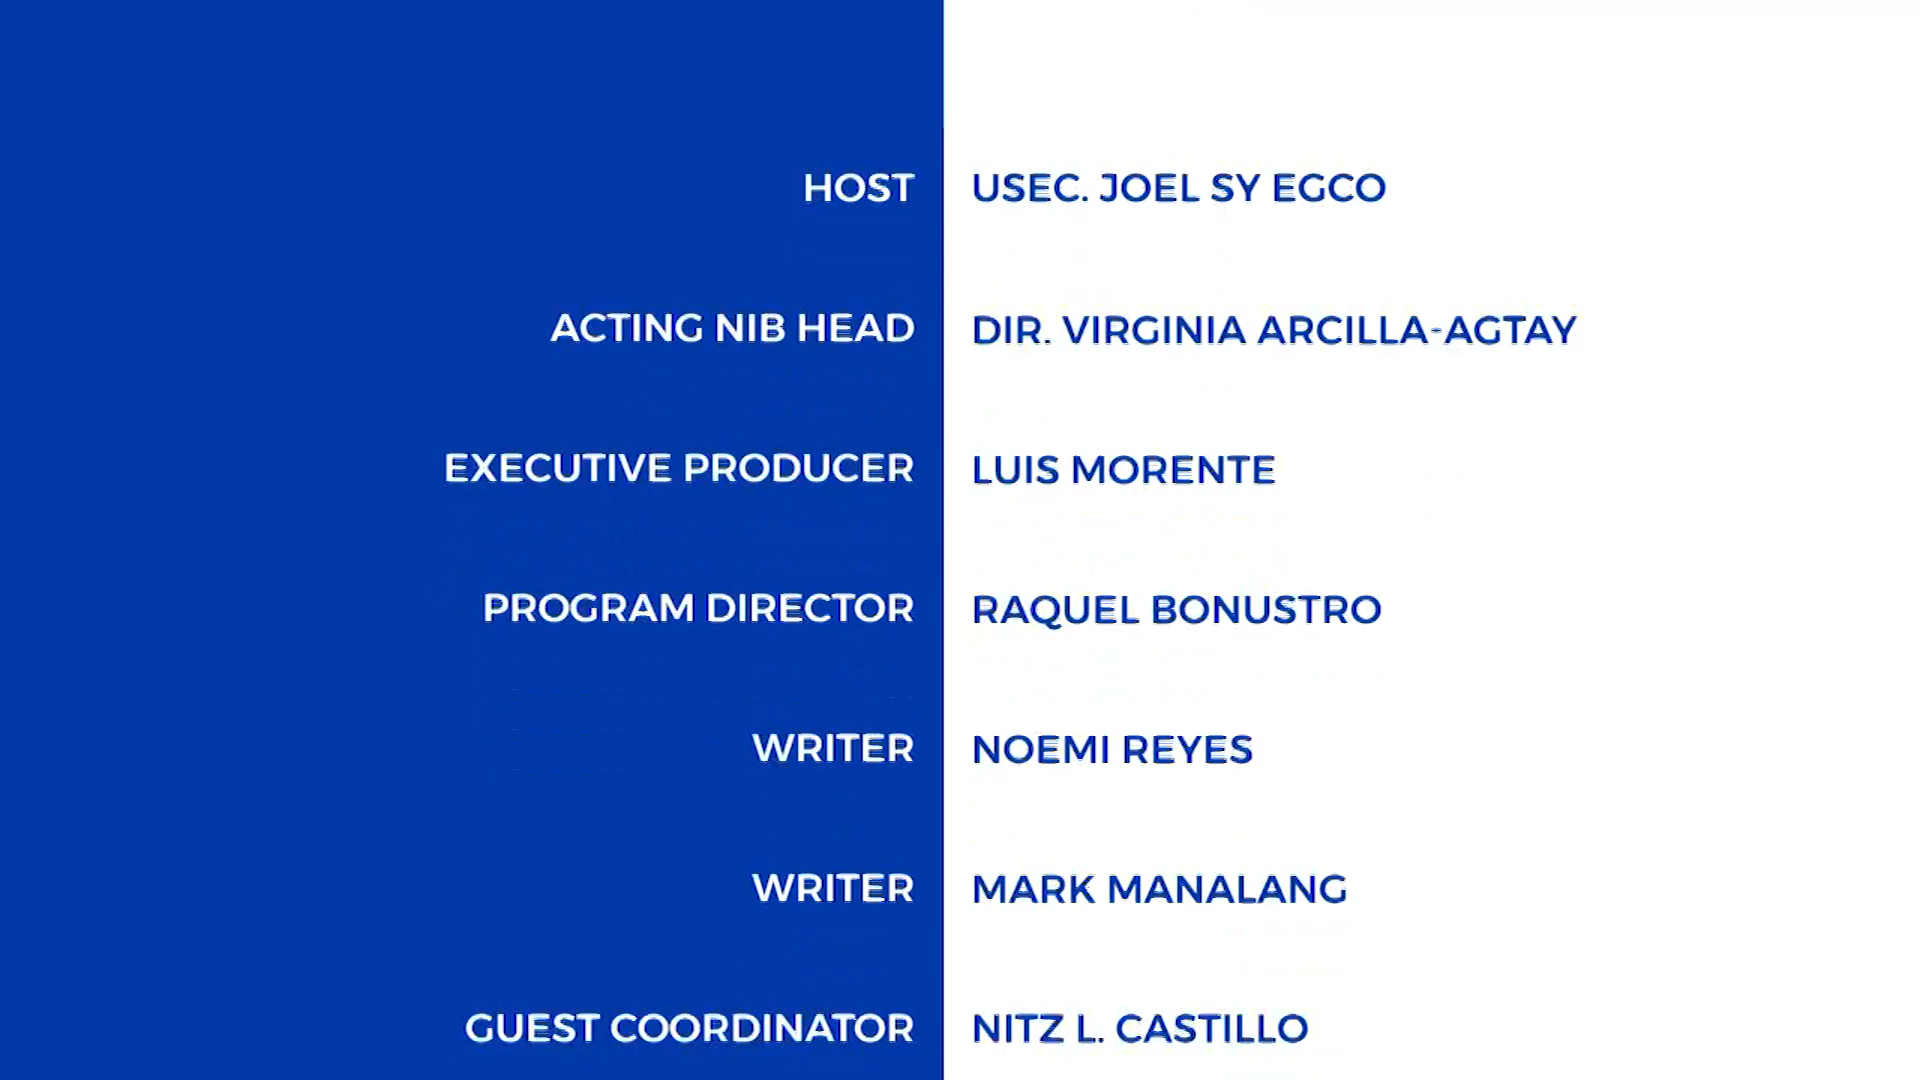 HOST USEC. JOEL SY EGCO
ACTING NIB HEAD DIR. VIRGINIA ARCILLA-AGTAY
EXECUTIVE PRODUCER LUIS MORENTE
PROGRAM DIRECTOR RAQUEL BONUSTRO
WRITER NOEMI REYES
WRITER MARK MANALANG
GUEST COORDINATOR NITZ L. CASTILLO